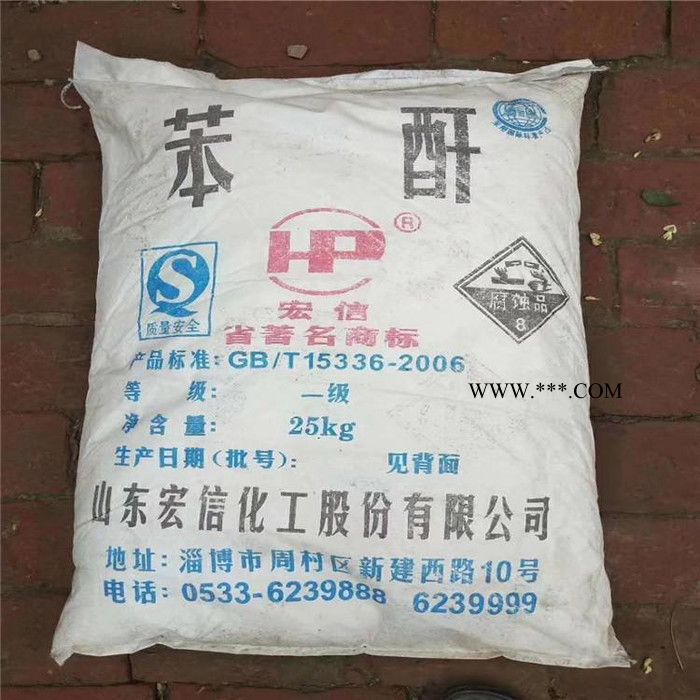 苯酐
HP®
宏信
省著名商标
S
质量安全
腐蚀品
8
产品标准：GB/T15336-2006
等级：一级
净含量：25kg
生产日期（批号）：见背面
山东宏信化工股份有限公司
地址：淄博市周村区新建西路10号
电话：0533-6239888 6239999
WWW.***.COM